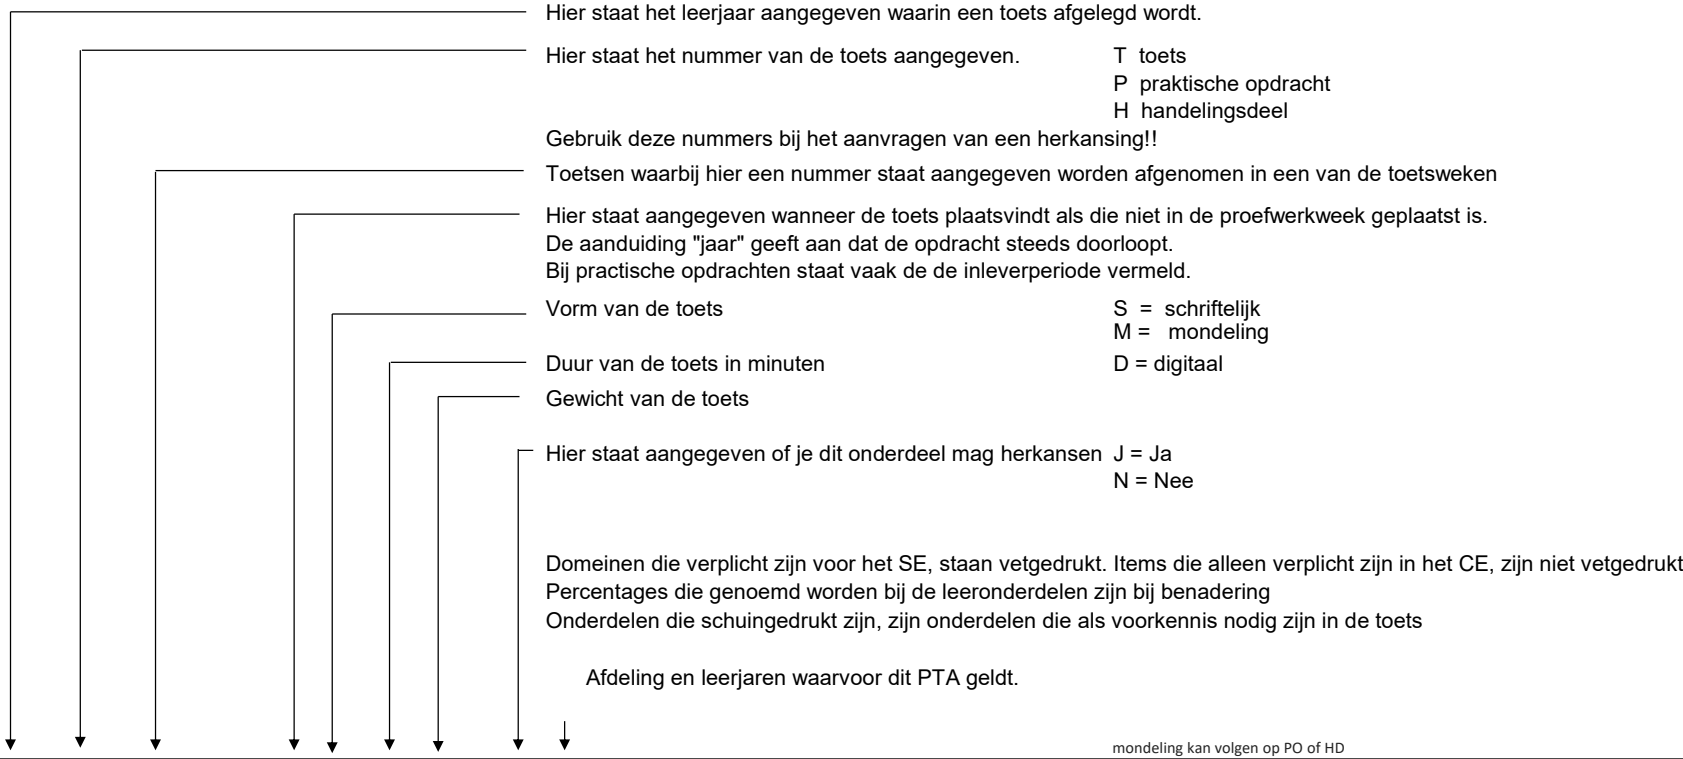 Hier staat het leerjaar aangegeven waarin een toets afgelegd wordt.
Hier staat het nummer van de toets aangegeven. T toets
P praktische opdracht
H handelingsdeel
Gebruik deze nummers bij het aanvragen van een herkansing!!
Toetsen waarbij hier een nummer staat aangegeven worden afgenomen in een van de toetsweken
Hier staat aangegeven wanneer de toets plaatsvindt als die niet in de proefwerkweek geplaatst is.
De aanduiding "jaar" geeft aan dat de opdracht steeds doorloopt.
Bij practische opdrachten staat vaak de de inleverperiode vermeld.
Vorm van de toets S = schriftelijk
M = mondeling
Duur van de toets in minuten D = digitaal
Gewicht van de toets
Hier staat aangegeven of je dit onderdeel mag herkansen J = Ja
N = Nee
Domeinen die verplicht zijn voor het SE, staan vetgedrukt. Items die alleen verplicht zijn in het CE, zijn niet vetgedrukt
Percentages die genoemd worden bij de leeronderdelen zijn bij benadering
Onderdelen die schuingedrukt zijn, zijn onderdelen die als voorkennis nodig zijn in de toets
Afdeling en leerjaren waarvoor dit PTA geldt.
mondeling kan volgen op PO of HD